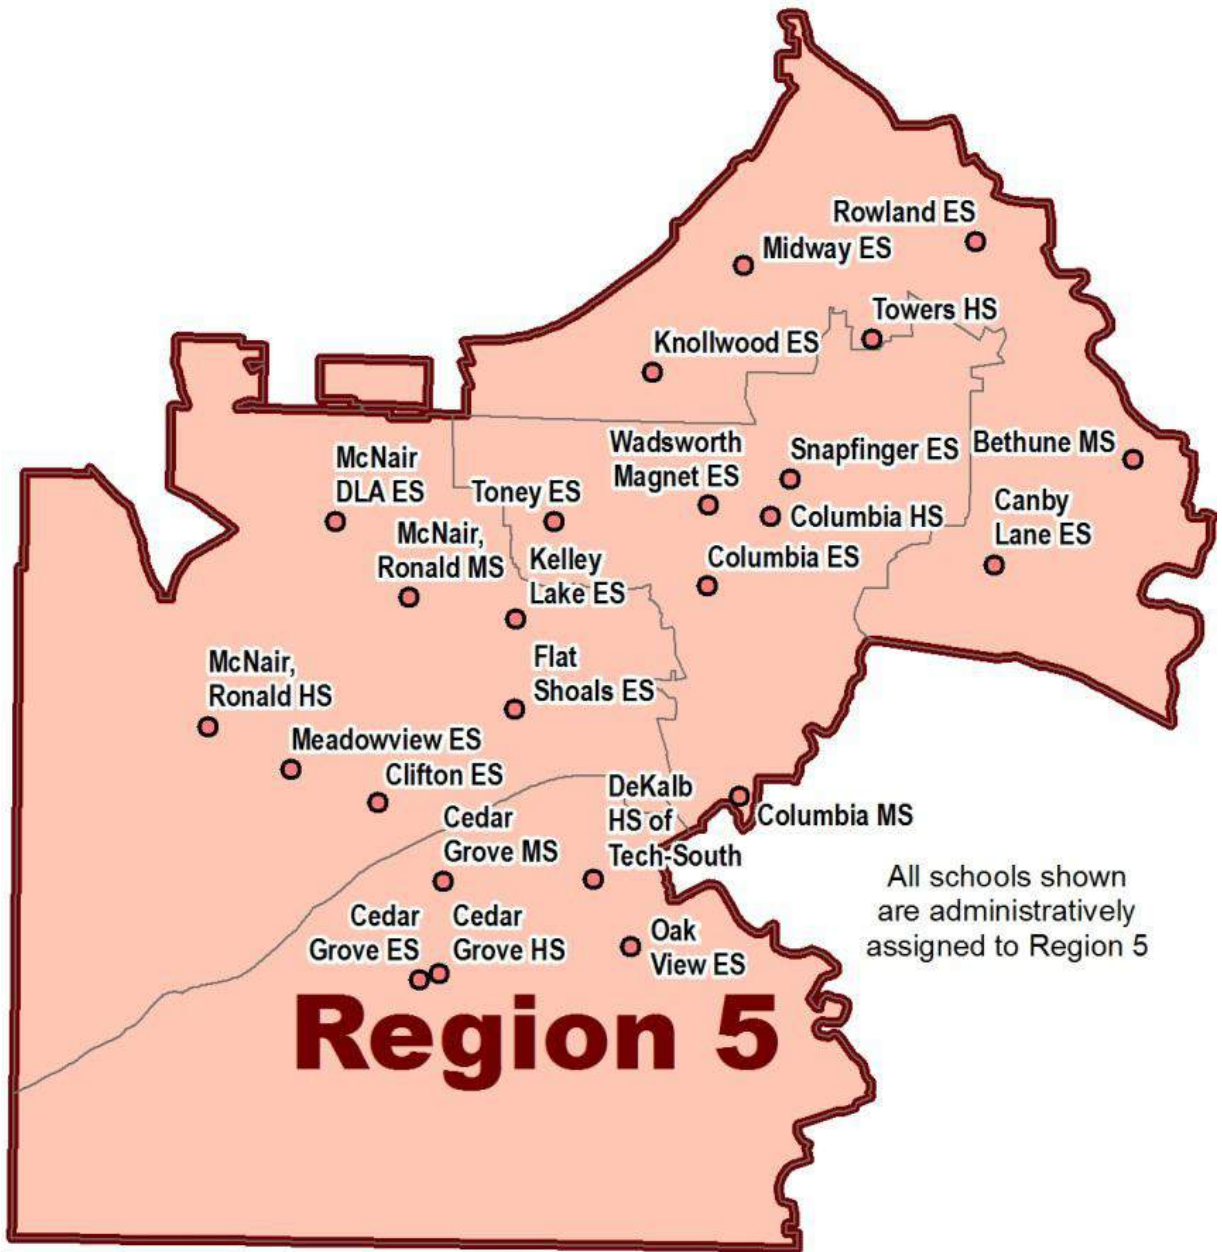 Rowland ES
Midway ES
Towers HS
Knollwood ES
Wadsworth
Magnet ES
Snapfinger ES
Bethune MS
McNair
DLA ES
Toney ES
Columbia HS
Canby
Lane ES
McNair,
Ronald MS
Kelley
Lake ES
Columbia ES
McNair,
Ronald HS
Flat
Shoals ES
Meadowview ES
Clifton ES
DeKalb
HS of
Tech-South
Columbia MS
Cedar
Grove MS
Cedar
Grove ES
Cedar
Grove HS
Oak
View ES
All schools shown
are administratively
assigned to Region 5
Region 5